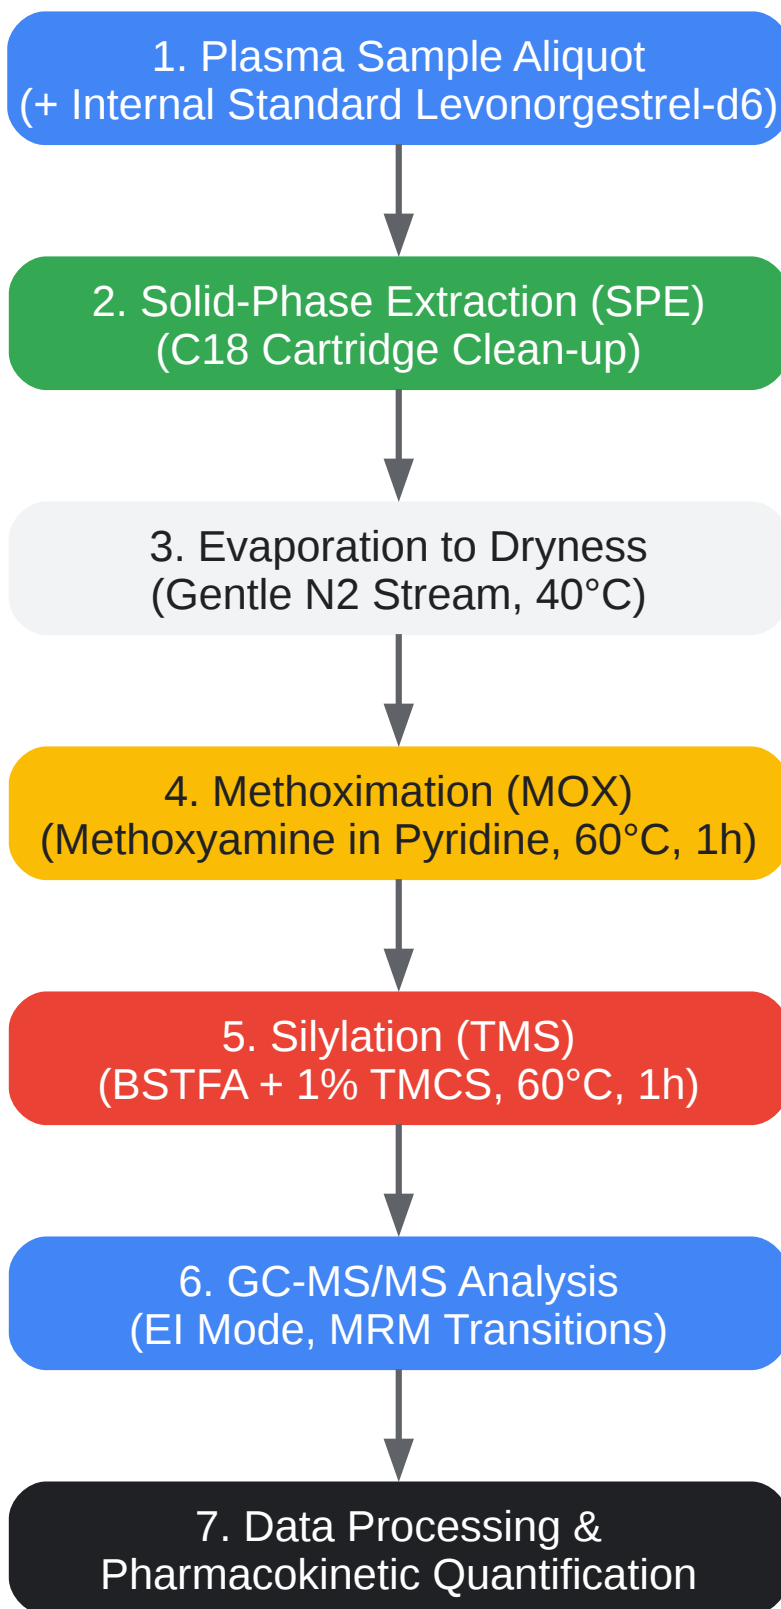 1. Plasma Sample Aliquot
(+ Internal Standard Levonorgestrel-d6)
2. Solid-Phase Extraction (SPE)
(C18 Cartridge Clean-up)
3. Evaporation to Dryness
(Gentle N2 Stream, 40°C)
4. Methoximation (MOX)
(Methoxyamine in Pyridine, 60°C, 1h)
5. Silylation (TMS)
(BSTFA + 1% TMCS, 60°C, 1h)
6. GC-MS/MS Analysis
(EI Mode, MRM Transitions)
7. Data Processing &
Pharmacokinetic Quantification